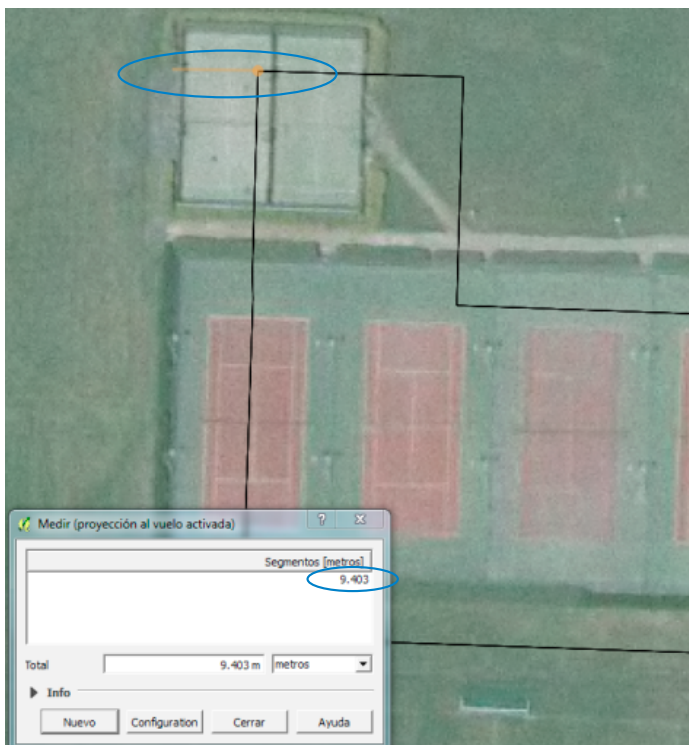 Medir (proyección al vuelo activada)
?
Segmentos [metros]
9.403
Total 9.403 m metros
Info
Nuevo Configuration Cerrar Ayuda